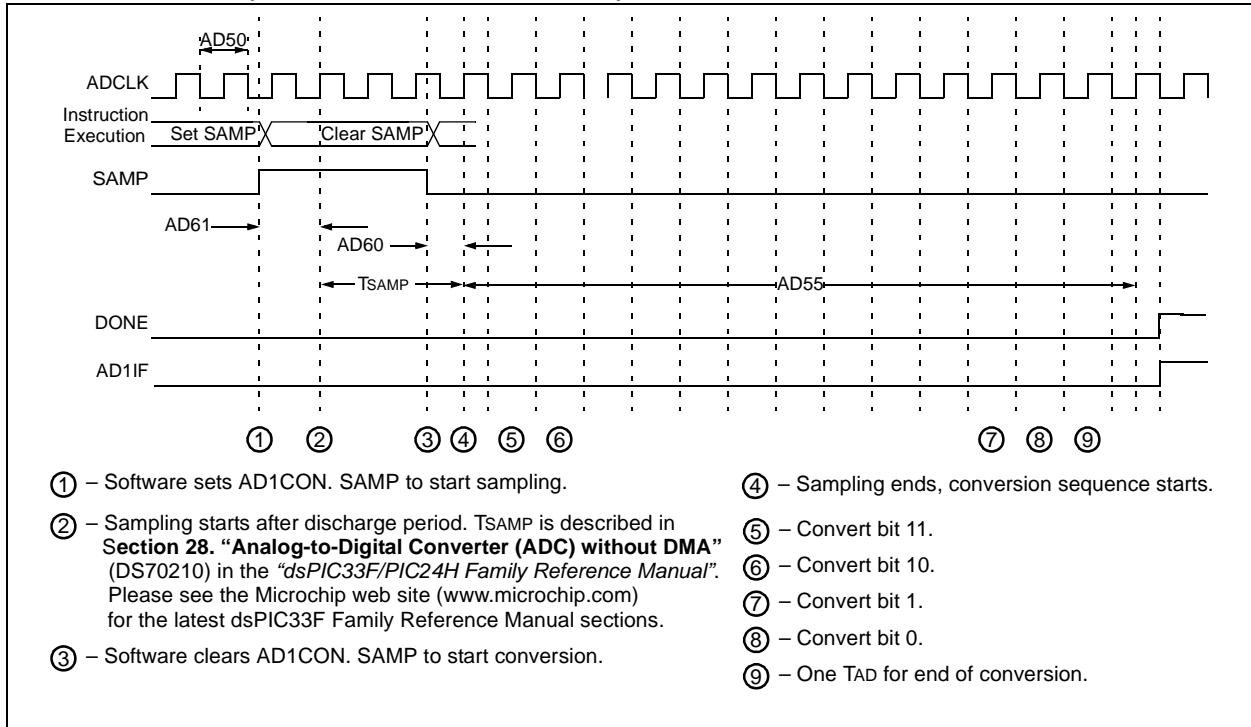 AD50
ADCLK
Instruction
Execution
Set SAMP
Clear SAMP
SAMP
AD61
AD60
TSAMP
AD55
DONE
AD1IF
1 2 3 4 5 6 7 8 9
1 – Software sets AD1CON. SAMP to start sampling.
2 – Sampling starts after discharge period. TSAMP is described in
Section 28. “Analog-to-Digital Converter (ADC) without DMA”
(DS70210) in the “dsPIC33F/PIC24H Family Reference Manual”.
Please see the Microchip web site (www.microchip.com)
for the latest dsPIC33F Family Reference Manual sections.
3 – Software clears AD1CON. SAMP to start conversion.
4 – Sampling ends, conversion sequence starts.
5 – Convert bit 11.
6 – Convert bit 10.
7 – Convert bit 1.
8 – Convert bit 0.
9 – One TAD for end of conversion.